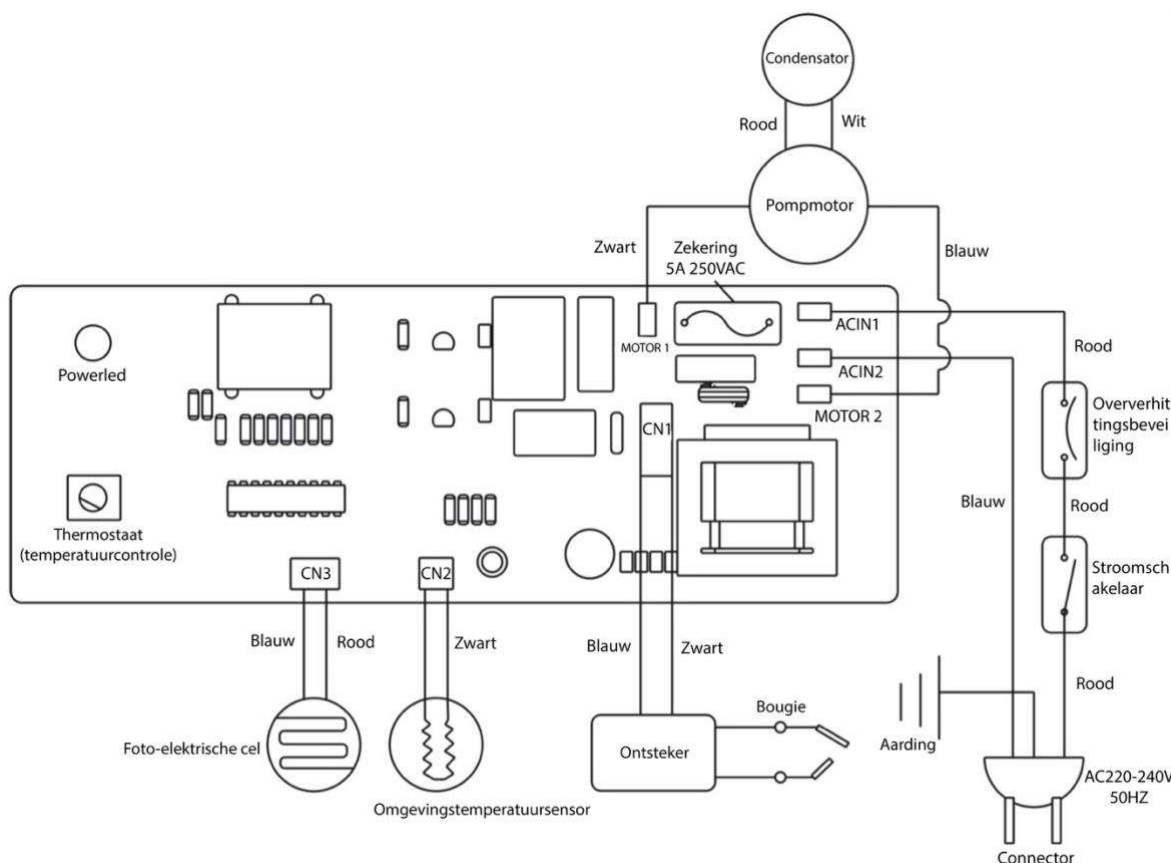 Condensator
Rood
Wit
Pompmotor
Zwart
Zekering
5A 250VAC
Blauw
Powerled
MOTOR 1
ACIN1
ACIN2
MOTOR 2
CN1
Rood
Oververhit
tingsbevei
liging
Thermostaat
(temperatuurcontrole)
Blauw
Rood
CN3
CN2
Stroomsch
akelaar
Blauw
Rood
Zwart
Blauw
Zwart
Rood
Foto-elektrische cel
Omgevingstemperatuursensor
Ontsteker
Bougie
Aarding
AC220-240V
50HZ
Connector